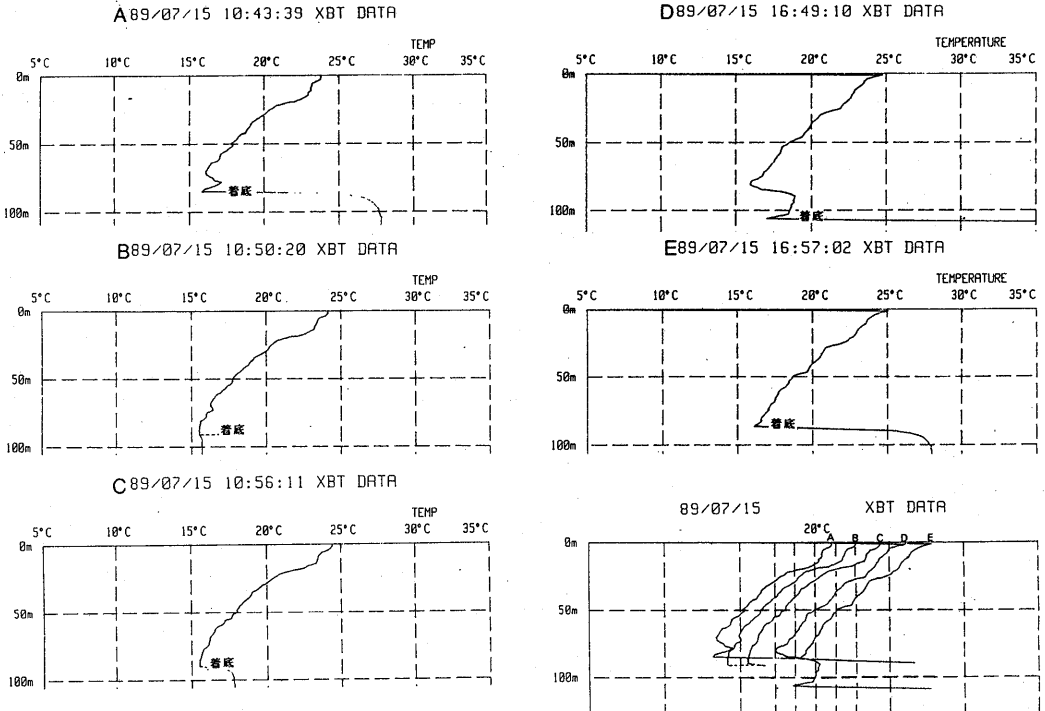 A 89/07/15 10:43:39 XBT DATA
TEMP
5°C 10°C 15°C 20°C 25°C 30°C 35°C
0m
50m
着底
100m
B 89/07/15 10:50:20 XBT DATA
TEMP
5°C 10°C 15°C 20°C 25°C 30°C 35°C
0m
50m
着底
100m
C 89/07/15 10:56:11 XBT DATA
TEMP
5°C 10°C 15°C 20°C 25°C 30°C 35°C
0m
50m
着底
100m
D 89/07/15 16:49:10 XBT DATA
TEMPERATURE
5°C 10°C 15°C 20°C 25°C 30°C 35°C
0m
50m
100m
着底
E 89/07/15 16:57:02 XBT DATA
TEMPERATURE
5°C 10°C 15°C 20°C 25°C 30°C 35°C
0m
50m
着底
100m
89/07/15 XBT DATA
20°C
A B C D E
0m
50m
100m